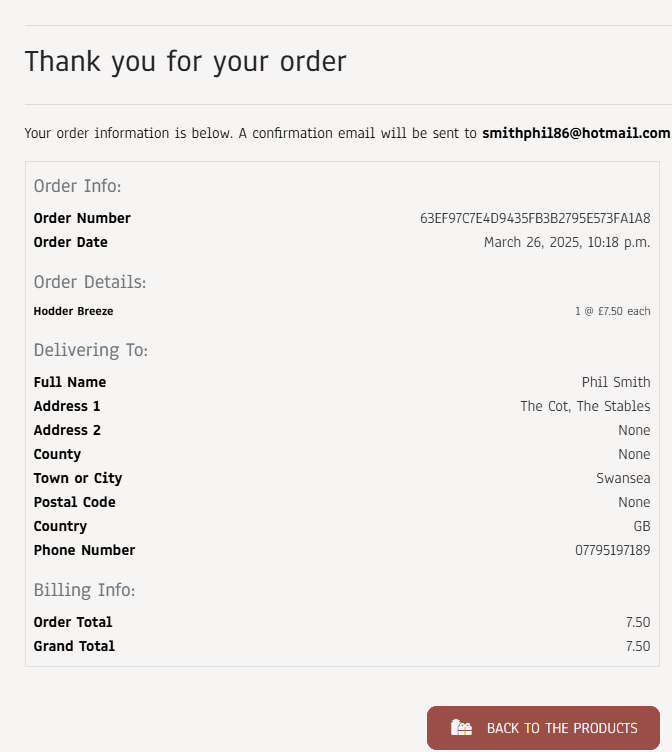 Thank you for your order
Your order information is below. A confirmation email will be sent to smithphil86@hotmail.com
Order Info:
Order Number 63EF97C7E4D9435FB3B2795E573FA1A8
Order Date March 26, 2025, 10:18 p.m.
Order Details:
Hodder Breeze 1 @ £7.50 each
Delivering To:
Full Name Phil Smith
Address 1 The Cot, The Stables
Address 2 None
County None
Town or City Swansea
Postal Code None
Country GB
Phone Number 07795197189
Billing Info:
Order Total 7.50
Grand Total 7.50
BACK TO THE PRODUCTS